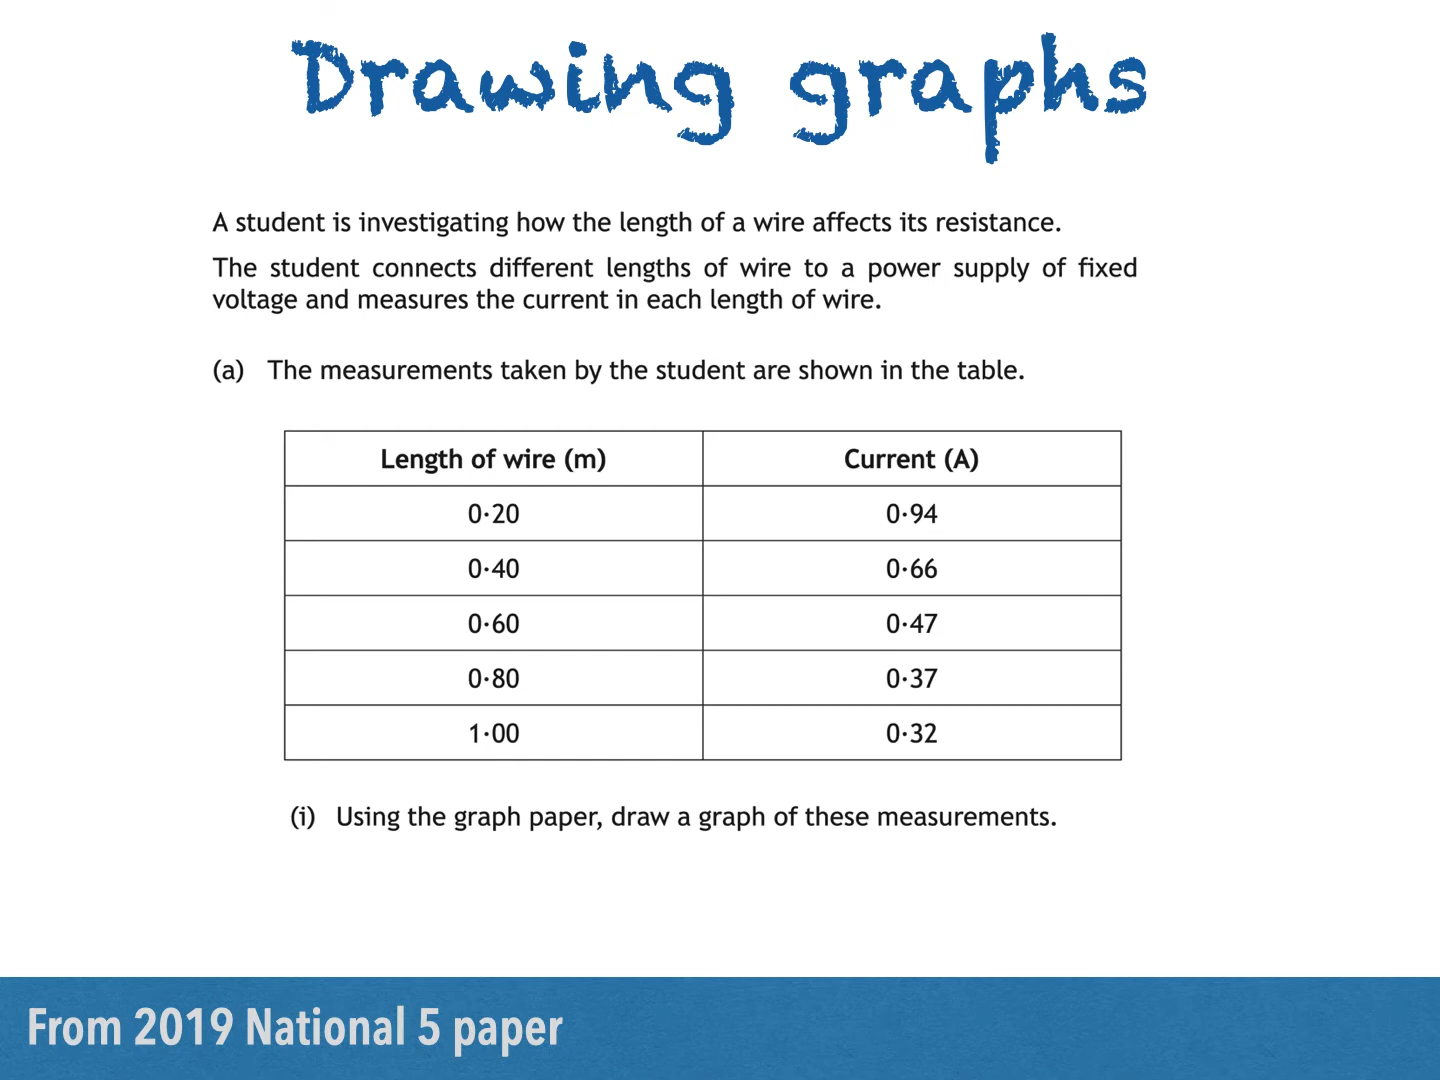 Drawing graphs
A student is investigating how the length of a wire affects its resistance.
The student connects different lengths of wire to a power supply of fixed
voltage and measures the current in each length of wire.
(a) The measurements taken by the student are shown in the table.
Length of wire (m) Current (A)
0·20 0·94
0·40 0·66
0·60 0·47
0·80 0·37
1·00 0·32
(i) Using the graph paper, draw a graph of these measurements.
From 2019 National 5 paper